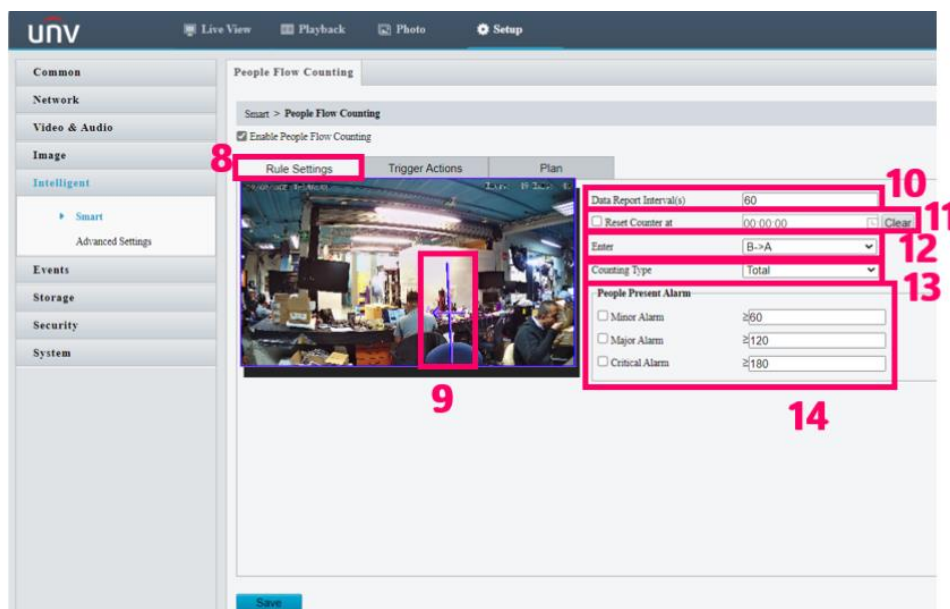 unv Live View Playback Photo Setup
Common
Network
Video & Audio
Image
Intelligent
Smart
Advanced Settings
Events
Storage
Security
System
People Flow Counting
Smart > People Flow Counting
Enable People Flow Counting
8
Rule Settings Trigger Actions Plan
9
Data Report Interval(s) 60 10
Reset Counter at 00:00:00 Clear 11
Enter B->A 12
Counting Type Total 13
People Present Alarm
Minor Alarm ≥60
Major Alarm ≥120
Critical Alarm ≥180
14
Save